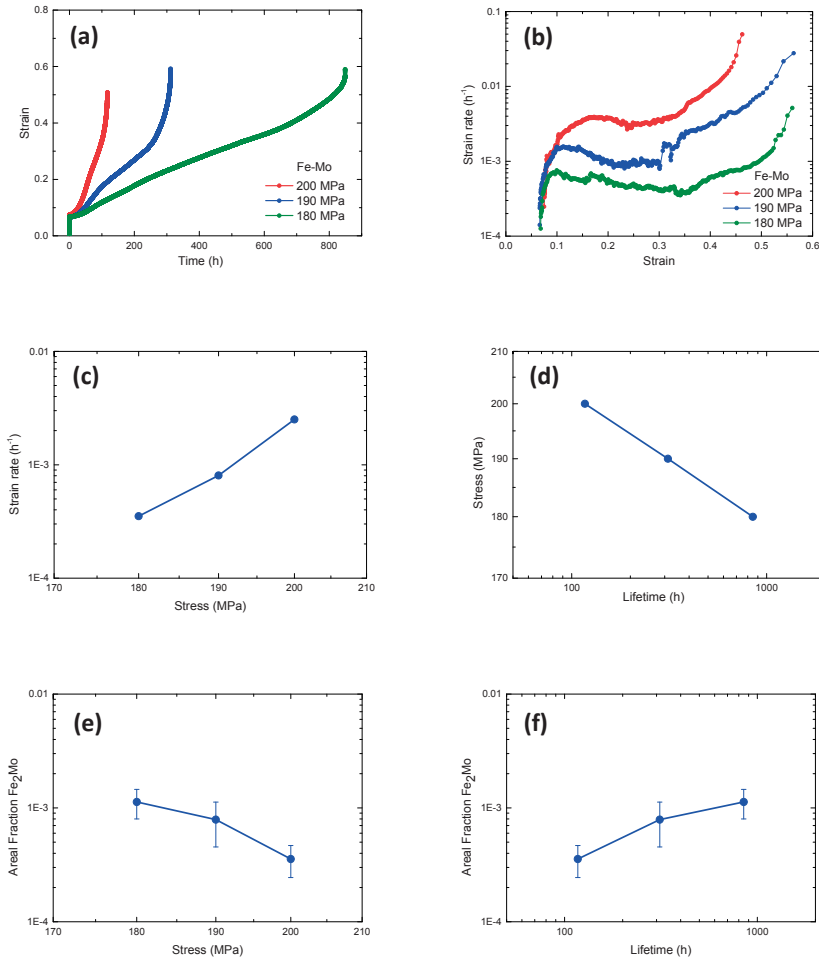 (a)
0.8
0.6
0.4
0.2
0.0
Strain
0
200
400
600
800
Time (h)
Fe-Mo
200 MPa
190 MPa
180 MPa
(b)
0.1
0.01
1E-3
1E-4
Strain rate (h-1)
0.0
0.1
0.2
0.3
0.4
0.5
0.6
Strain
Fe-Mo
200 MPa
190 MPa
180 MPa
(c)
0.01
1E-3
1E-4
Strain rate (h-1)
170
180
190
200
210
Stress (MPa)
(d)
210
200
190
180
170
Stress (MPa)
100
1000
Lifetime (h)
(e)
0.01
1E-3
1E-4
Areal Fraction Fe2Mo
170
180
190
200
210
Stress (MPa)
(f)
0.01
1E-3
1E-4
Areal Fraction Fe2Mo
100
1000
Lifetime (h)